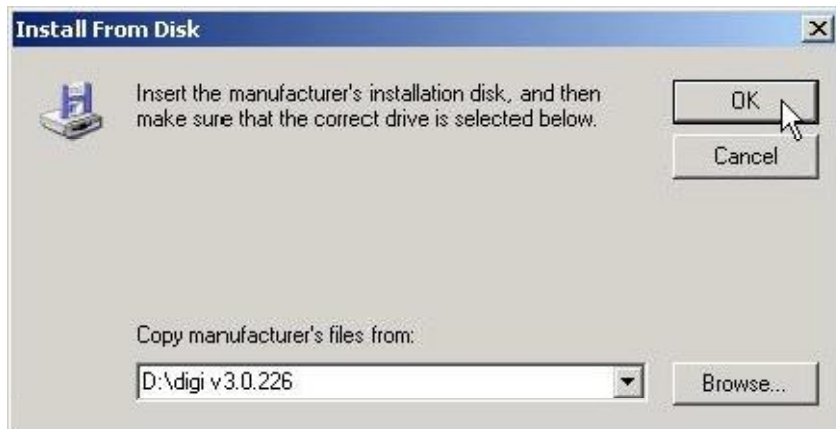 Install From Disk
Insert the manufacturer's installation disk, and then
make sure that the correct drive is selected below.
OK
Cancel
Copy manufacturer's files from:
D:\digi v3.0.226
Browse...